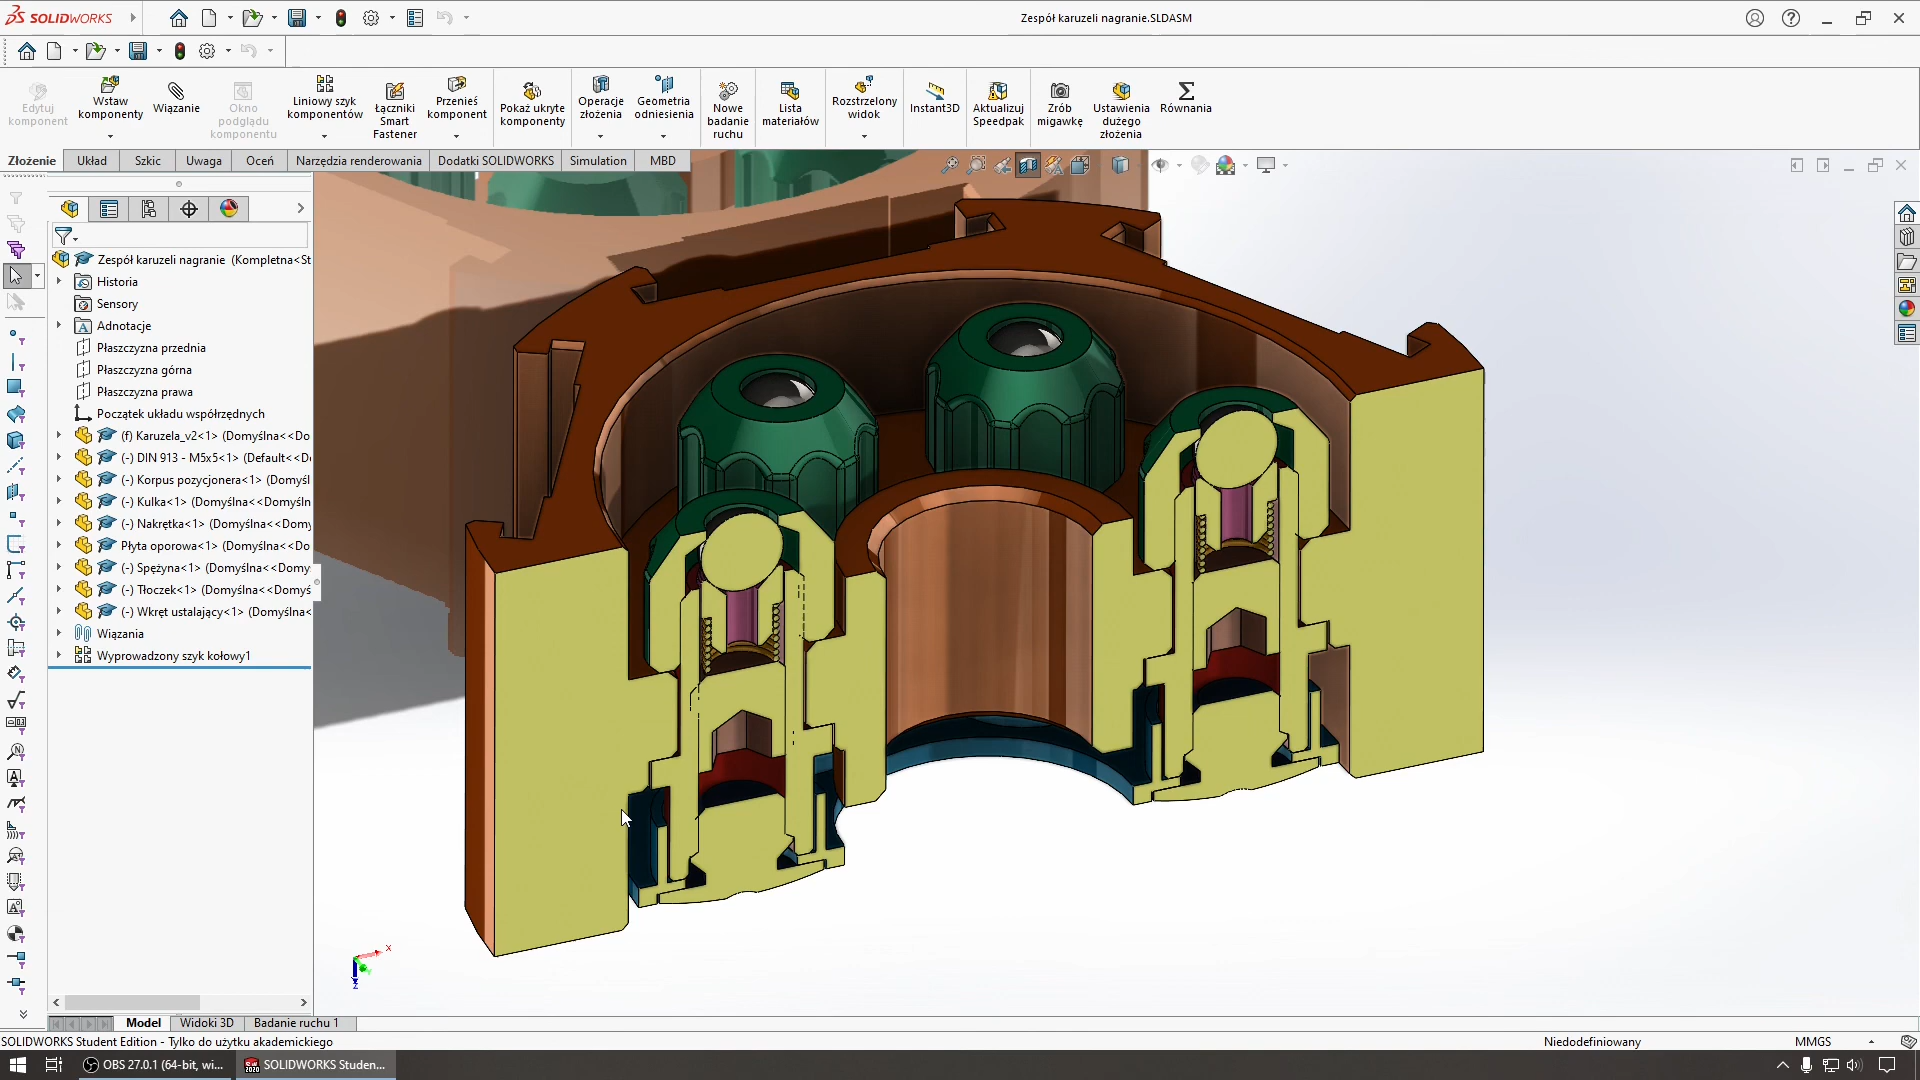 SOLIDWORKS
Zespół karuzeli nagranie.SLDASM
Edytuj komponent
Wstaw komponenty
Wiązanie
Okno podglądu komponentu
Liniowy szyk komponentów
Łączniki Smart Fastener
Przenieś komponent
Pokaż ukryte komponenty
Operacje złożenia
Geometria odniesienia
Nowe badanie ruchu
Lista materiałów
Rozstrzelony widok
Instant3D
Aktualizuj Speedpak
Zrób migawkę
Ustawienia dużego złożenia
Równania
Złożenie
Układ
Szkic
Uwaga
Oceń
Narzędzia renderowania
Dodatki SOLIDWORKS
Simulation
MBD
Zespół karuzeli nagranie (Kompletna<St
Historia
Sensory
Adnotacje
Płaszczyzna przednia
Płaszczyzna górna
Płaszczyzna prawa
Początek układu współrzędnych
(f) Karuzela_v2<1> (Domyślna<<Do
(-) DIN 913 - M5x5<1> (Default<<D
(-) Korpus pozycjonera<1> (Domyśl
(-) Kulka<1> (Domyślna<<Domyśln
(-) Nakrętka<1> (Domyślna<<Domy
Płyta oporowa<1> (Domyślna<<Do
(-) Spężyna<1> (Domyślna<<Domy
(-) Tłoczek<1> (Domyślna<<Domyś
(-) Wkręt ustalający<1> (Domyślna<
Wiązania
Wyprowadzony szyk kołowy1
X
Y
Z
Model
Widoki 3D
Badanie ruchu 1
SOLIDWORKS Student Edition - Tylko do użytku akademickiego
Niedodefiniowany
MMGS
OBS 27.0.1 (64-bit, wi...
SOLIDWORKS Studen...